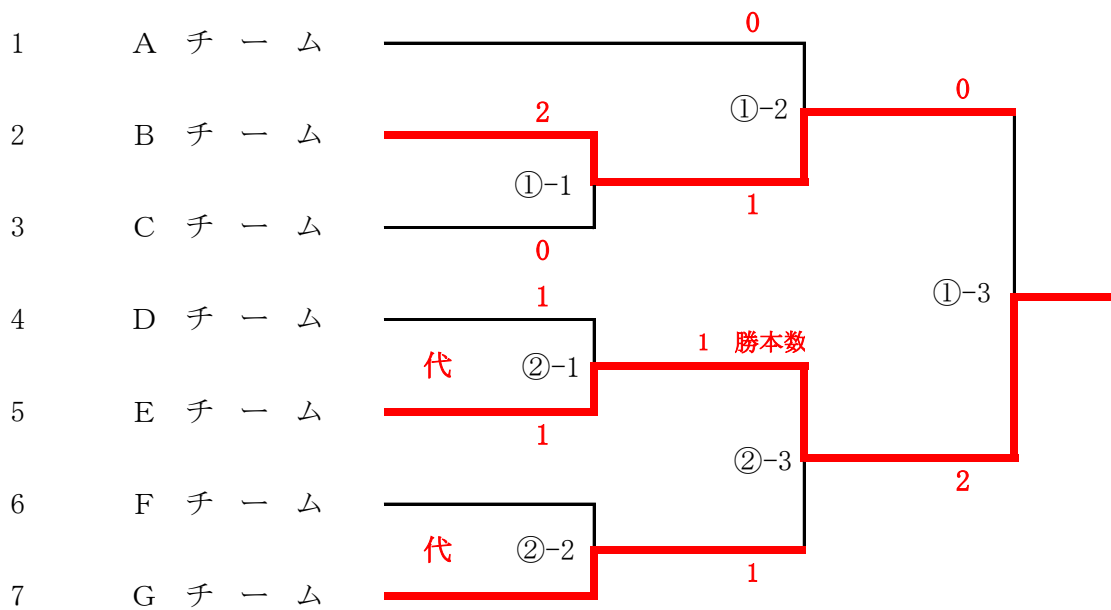 0
1 A チ ー ム
①-2
0
2
2 B チ ー ム
①-1
1
3 C チ ー ム
0
①-3
1
4 D チ ー ム
1 勝本数
代 ②-1
5 E チ ー ム
1
②-3
2
6 F チ ー ム
代 ②-2
1
7 G チ ー ム